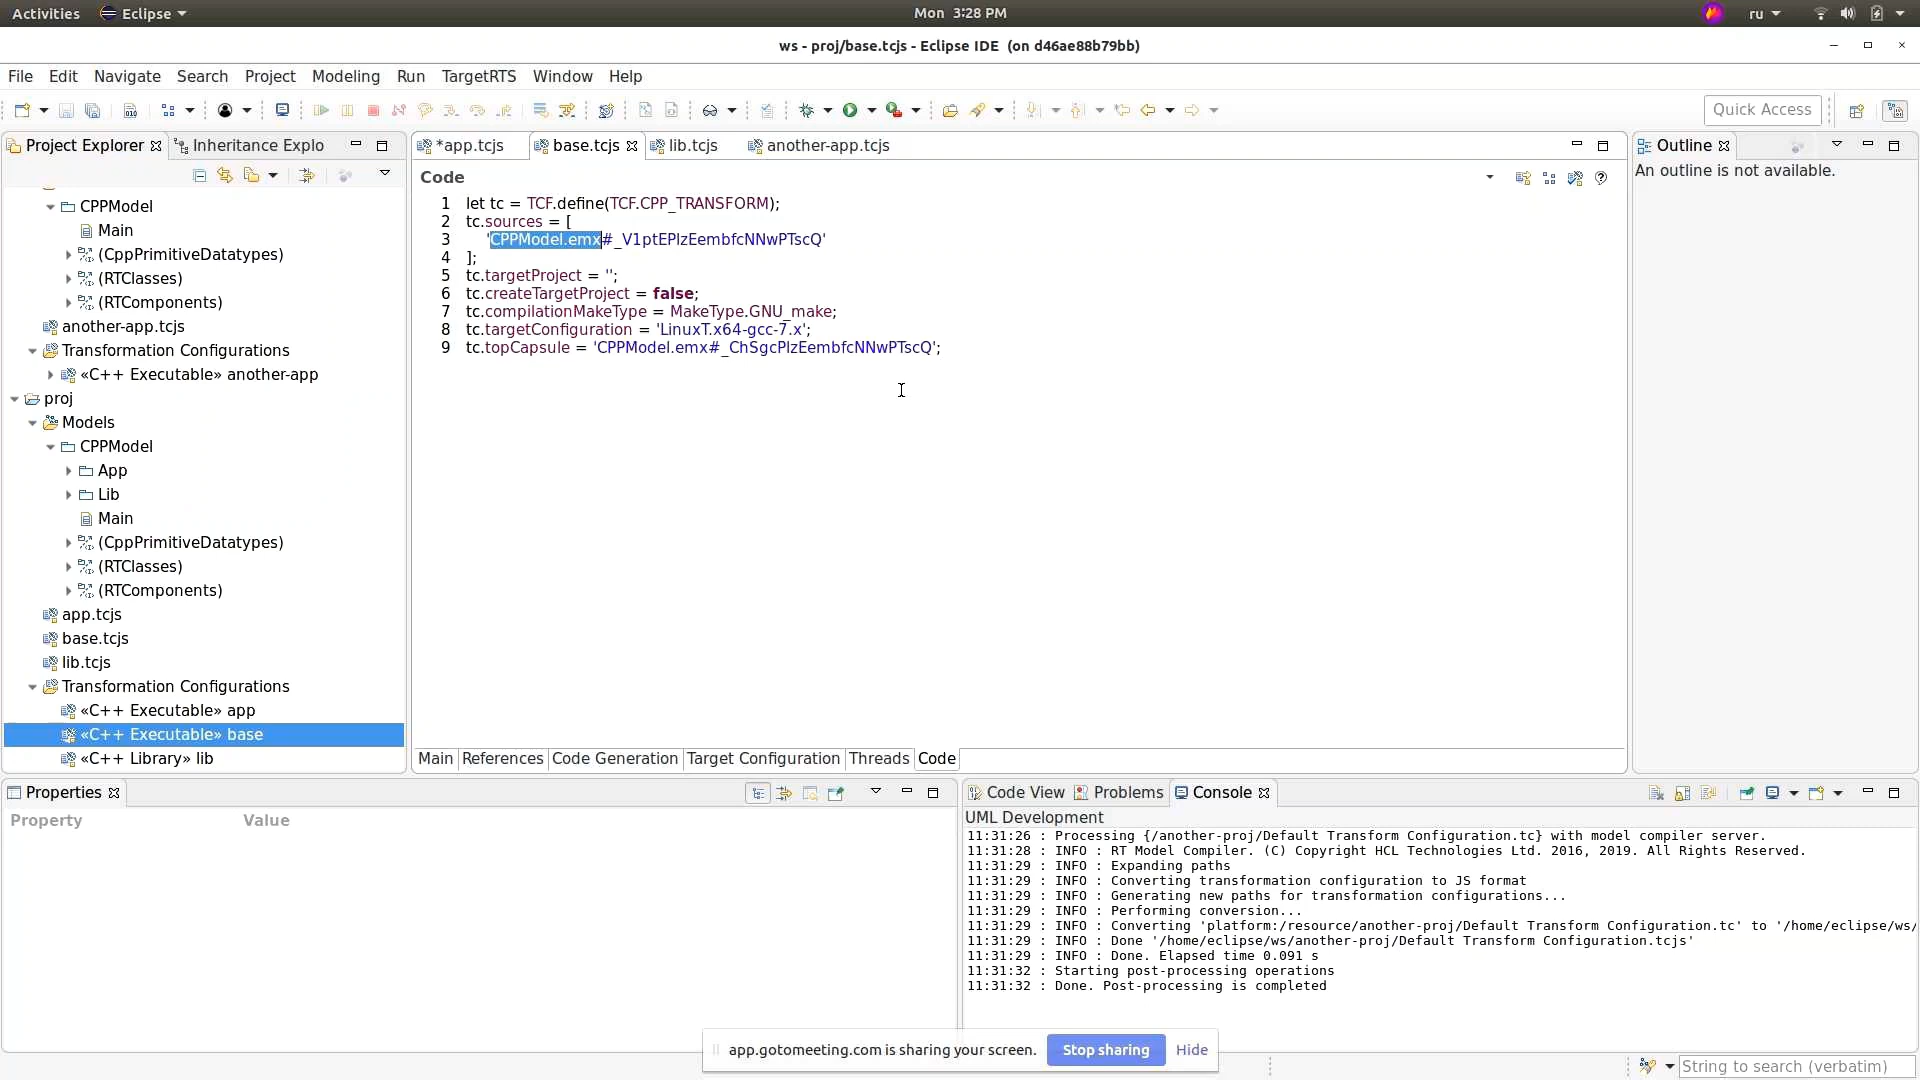 Activities Eclipse Mon 3:28 PM ru
ws - proj/base.tcjs - Eclipse IDE (on d46ae88b79bb)
File Edit Navigate Search Project Modeling Run TargetRTS Window Help
Quick Access
Project Explorer Inheritance Explo
CPPModel
Main
(CppPrimitiveDatatypes)
(RTClasses)
(RTComponents)
another-app.tcjs
Transformation Configurations
«C++ Executable» another-app
proj
Models
CPPModel
App
Lib
Main
(CppPrimitiveDatatypes)
(RTClasses)
(RTComponents)
app.tcjs
base.tcjs
lib.tcjs
Transformation Configurations
«C++ Executable» app
«C++ Executable» base
«C++ Library» lib
*app.tcjs base.tcjs lib.tcjs another-app.tcjs
Code
1 let tc = TCF.define(TCF.CPP_TRANSFORM);
2 tc.sources = [
3 'CPPModel.emx#_V1ptEPlzEembfcNNwPTscQ'
4 ];
5 tc.targetProject = '';
6 tc.createTargetProject = false;
7 tc.compilationMakeType = MakeType.GNU_make;
8 tc.targetConfiguration = 'LinuxT.x64-gcc-7.x';
9 tc.topCapsule = 'CPPModel.emx#_ChSgcPlzEembfcNNwPTscQ';
Main References Code Generation Target Configuration Threads Code
Outline
An outline is not available.
Properties
Property Value
Code View Problems Console
UML Development
11:31:26 : Processing {/another-proj/Default Transform Configuration.tc} with model compiler server.
11:31:28 : INFO : RT Model Compiler. (C) Copyright HCL Technologies Ltd. 2016, 2019. All Rights Reserved.
11:31:29 : INFO : Expanding paths
11:31:29 : INFO : Converting transformation configuration to JS format
11:31:29 : INFO : Generating new paths for transformation configurations...
11:31:29 : INFO : Performing conversion...
11:31:29 : INFO : Converting 'platform:/resource/another-proj/Default Transform Configuration.tc' to '/home/eclipse/ws/
11:31:29 : INFO : Done '/home/eclipse/ws/another-proj/Default Transform Configuration.tcjs'
11:31:29 : INFO : Done. Elapsed time 0.091 s
11:31:32 : Starting post-processing operations
11:31:32 : Done. Post-processing is completed
app.gotomeeting.com is sharing your screen. Stop sharing Hide
String to search (verbatim)